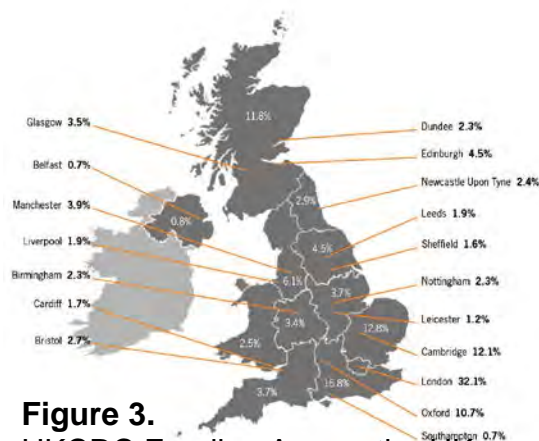 Glasgow 3.5%
Belfast 0.7%
Manchester 3.9%
Liverpool 1.9%
Birmingham 2.3%
Cardiff 1.7%
Bristol 2.7%
11.8%
2.9%
0.8%
4.5%
6.1%
3.7%
3.4%
12.8%
2.5%
3.7%
16.8%
Dundee 2.3%
Edinburgh 4.5%
Newcastle Upon Tyne 2.4%
Leeds 1.9%
Sheffield 1.6%
Nottingham 2.3%
Leicester 1.2%
Cambridge 12.1%
London 32.1%
Oxford 10.7%
Southampton 0.7%
Figure 3.